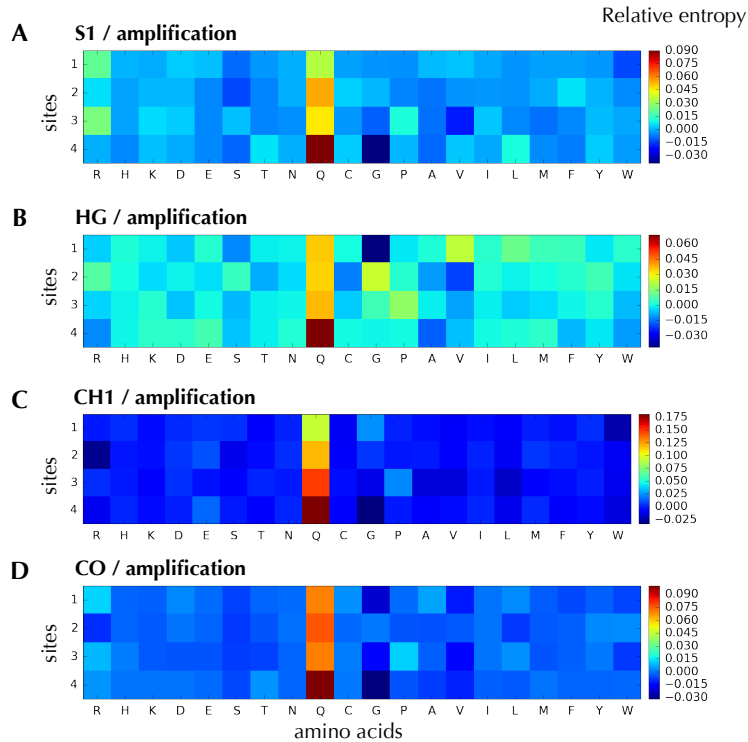 Relative entropy
A
S1 / amplification
sites
1
2
3
4
R H K D E S T N Q C G P A V I L M F Y W
0.090
0.075
0.060
0.045
0.030
0.015
0.000
−0.015
−0.030
B
HG / amplification
sites
1
2
3
4
R H K D E S T N Q C G P A V I L M F Y W
0.060
0.045
0.030
0.015
0.000
−0.015
−0.030
C
CH1 / amplification
sites
1
2
3
4
R H K D E S T N Q C G P A V I L M F Y W
0.175
0.150
0.125
0.100
0.075
0.050
0.025
0.000
−0.025
D
CO / amplification
sites
1
2
3
4
R H K D E S T N Q C G P A V I L M F Y W
0.090
0.075
0.060
0.045
0.030
0.015
0.000
−0.015
−0.030
amino acids